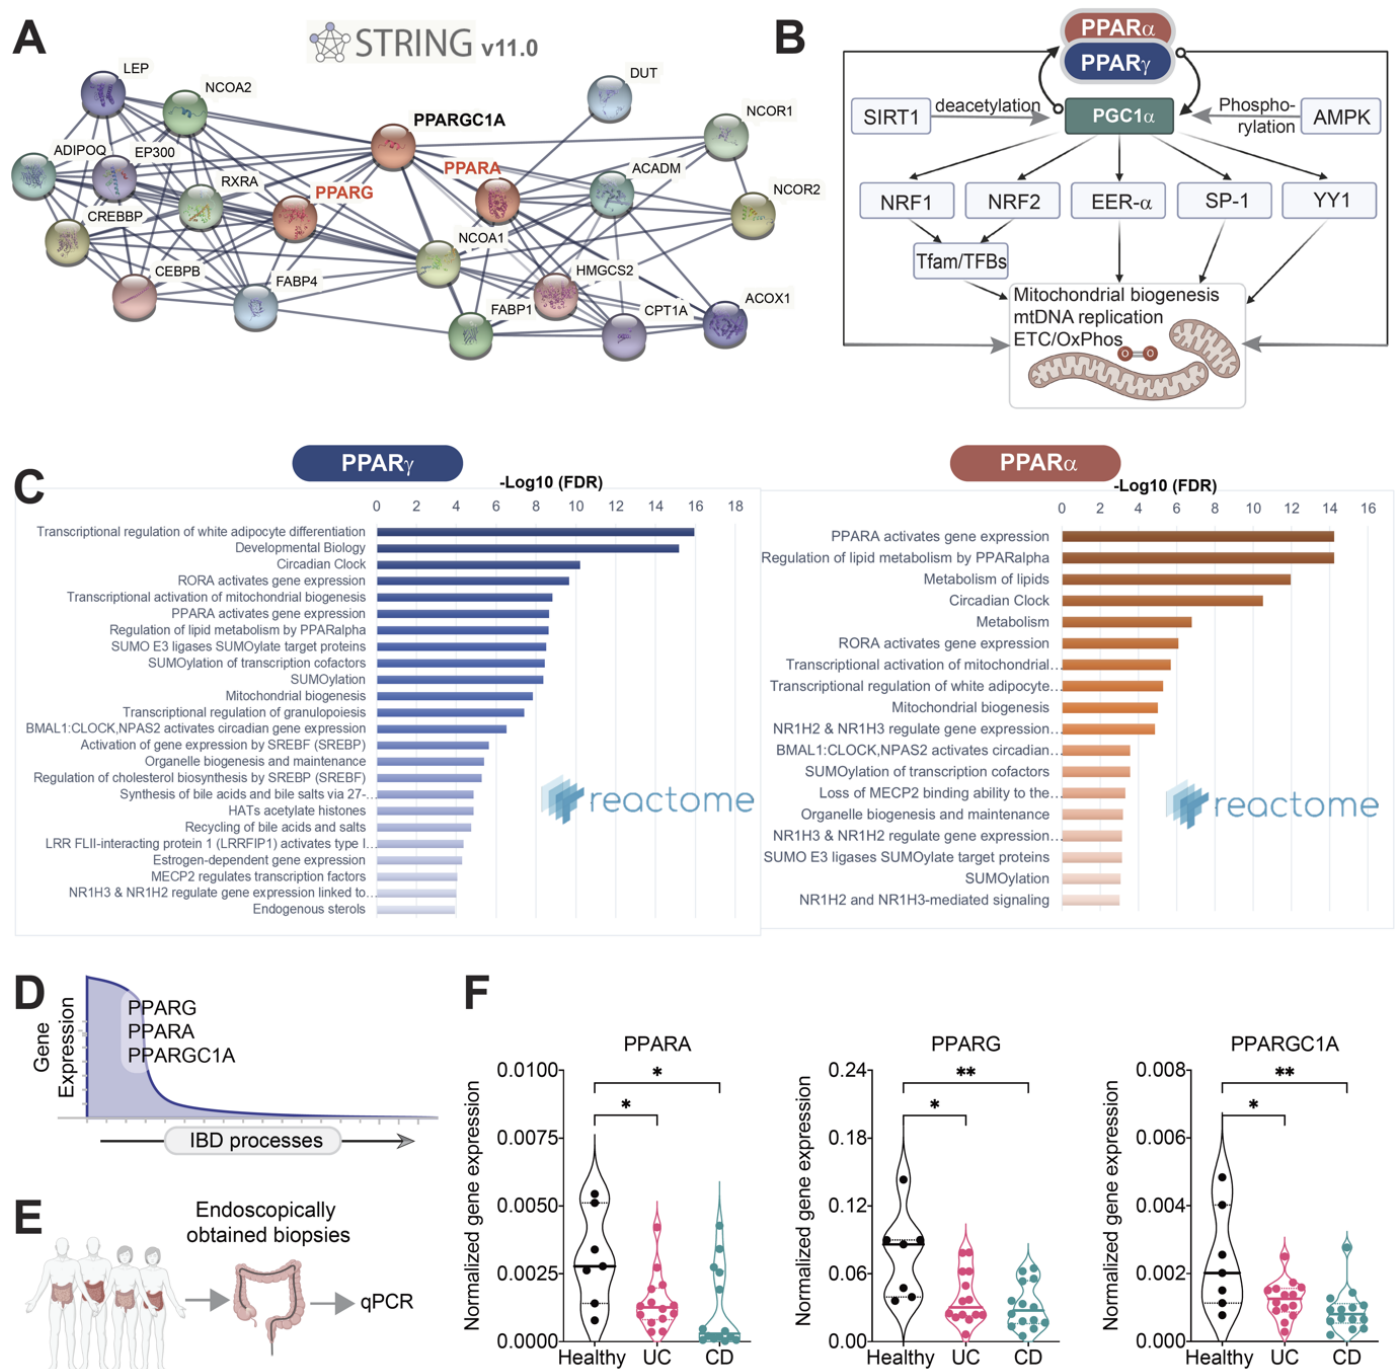 A
STRING v11.0
LEP
NCOA2
DUT
PPARGC1A
NCOR1
ADIPOQ
EP300
PPARA
ACADM
RXRA
PPARG
NCOR2
CREBBP
NCOA1
CEBPB
FABP4
HMGCS2
FABP1
CPT1A
ACOX1
B
PPARα
PPARγ
SIRT1
deacetylation
PGC1α
Phospho-
rylation
AMPK
NRF1
NRF2
EER-α
SP-1
YY1
Tfam/TFBs
Mitochondrial biogenesis
mtDNA replication
ETC/OxPhos
O O
C
PPARγ
-Log10 (FDR)
0 2 4 6 8 10 12 14 16 18
Transcriptional regulation of white adipocyte differentiation
Developmental Biology
Circadian Clock
RORA activates gene expression
Transcriptional activation of mitochondrial biogenesis
PPARA activates gene expression
Regulation of lipid metabolism by PPARalpha
SUMO E3 ligases SUMOylate target proteins
SUMOylation of transcription cofactors
SUMOylation
Mitochondrial biogenesis
Transcriptional regulation of granulopoiesis
BMAL1:CLOCK,NPAS2 activates circadian gene expression
Activation of gene expression by SREBF (SREBP)
Organelle biogenesis and maintenance
Regulation of cholesterol biosynthesis by SREBP (SREBF)
Synthesis of bile acids and bile salts via 27-...
HATs acetylate histones
Recycling of bile acids and salts
LRR FLII-interacting protein 1 (LRRFIP1) activates type I...
Estrogen-dependent gene expression
MECP2 regulates transcription factors
NR1H3 & NR1H2 regulate gene expression linked to...
Endogenous sterols
reactome
PPARα
-Log10 (FDR)
0 2 4 6 8 10 12 14 16
PPARA activates gene expression
Regulation of lipid metabolism by PPARalpha
Metabolism of lipids
Circadian Clock
Metabolism
RORA activates gene expression
Transcriptional activation of mitochondrial...
Transcriptional regulation of white adipocyte...
Mitochondrial biogenesis
NR1H2 & NR1H3 regulate gene expression...
BMAL1:CLOCK,NPAS2 activates circadian...
SUMOylation of transcription cofactors
Loss of MECP2 binding ability to the...
Organelle biogenesis and maintenance
NR1H3 & NR1H2 regulate gene expression...
SUMO E3 ligases SUMOylate target proteins
SUMOylation
NR1H2 and NR1H3-mediated signaling
reactome
D
Gene
Expression
PPARG
PPARA
PPARGC1A
IBD processes
E
Endoscopically
obtained biopsies
qPCR
F
PPARA
Normalized gene expression
0.0100
0.0075
0.0050
0.0025
0.0000
*
*
Healthy UC CD
PPARG
Normalized gene expression
0.24
0.18
0.12
0.06
0.00
**
*
Healthy UC CD
PPARGC1A
Normalized gene expression
0.008
0.006
0.004
0.002
0.000
**
*
Healthy UC CD